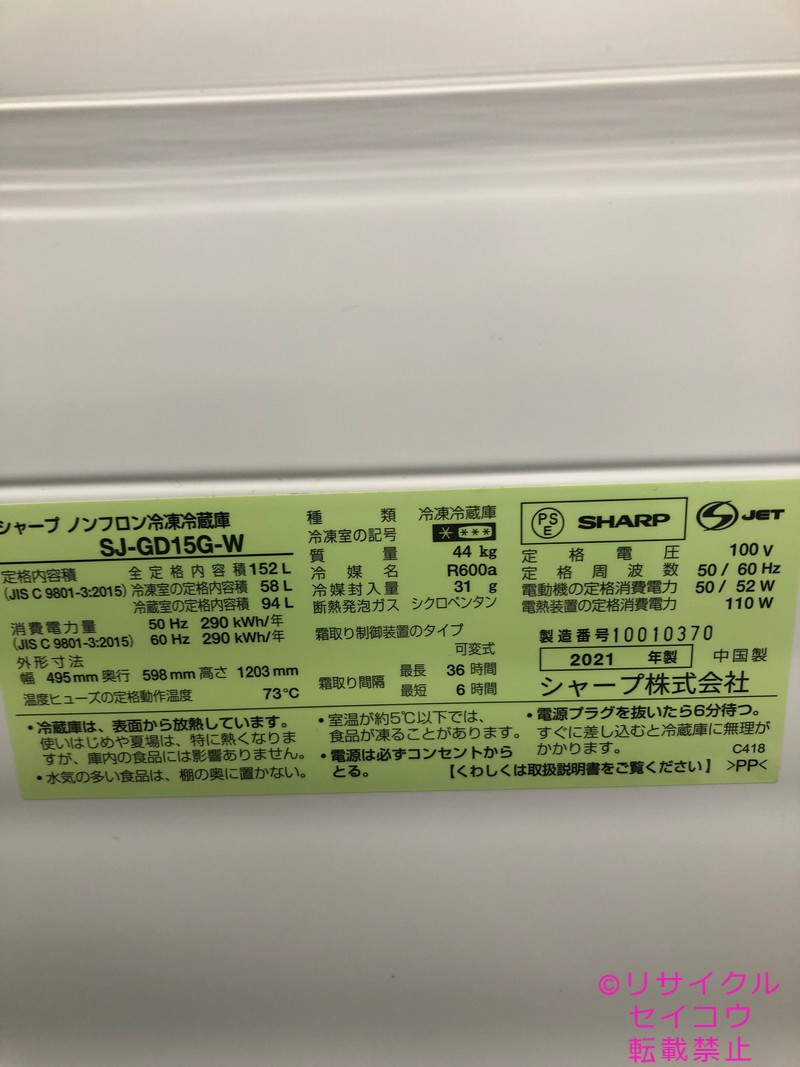 シャープ ノンフロン冷凍冷蔵庫
SJ-GD15G-W
定格内容積 全定格内容積 152 L
(JIS C 9801-3:2015) 冷凍室の定格内容積 58 L
冷蔵室の定格内容積 94 L
消費電力量 50 Hz 290 kWh/年
(JIS C 9801-3:2015) 60 Hz 290 kWh/年
外形寸法
幅 495 mm 奥行 598 mm 高さ 1203 mm
温度ヒューズの定格動作温度 73℃
種類 冷凍冷蔵庫
冷凍室の記号 * ***
質量 44 kg
冷媒名 R600a
冷媒封入量 31 g
断熱発泡ガス シクロペンタン
霜取り制御装置のタイプ
可変式
霜取り間隔 最長 36 時間
最短 6 時間
PS E SHARP S JET
定格電圧 100 V
定格周波数 50 / 60 Hz
電動機の定格消費電力 50 / 52 W
電熱装置の定格消費電力 110 W
製造番号 10010370
2021 年製 中国製
シャープ株式会社
・冷蔵庫は、表面から放熱しています。
使いはじめや夏場は、特に熱くなりま
すが、庫内の食品には影響ありません。
・水気の多い食品は、棚の奥に置かない。
・室温が約5℃以下では、
食品が凍ることがあります。
・電源は必ずコンセントから
とる。
・電源プラグを抜いたら6分待つ。
すぐに差し込むと冷蔵庫に無理が
かかります。 C418
【くわしくは取扱説明書をご覧ください】 >PP<
©リサイクル
セイコウ
転載禁止